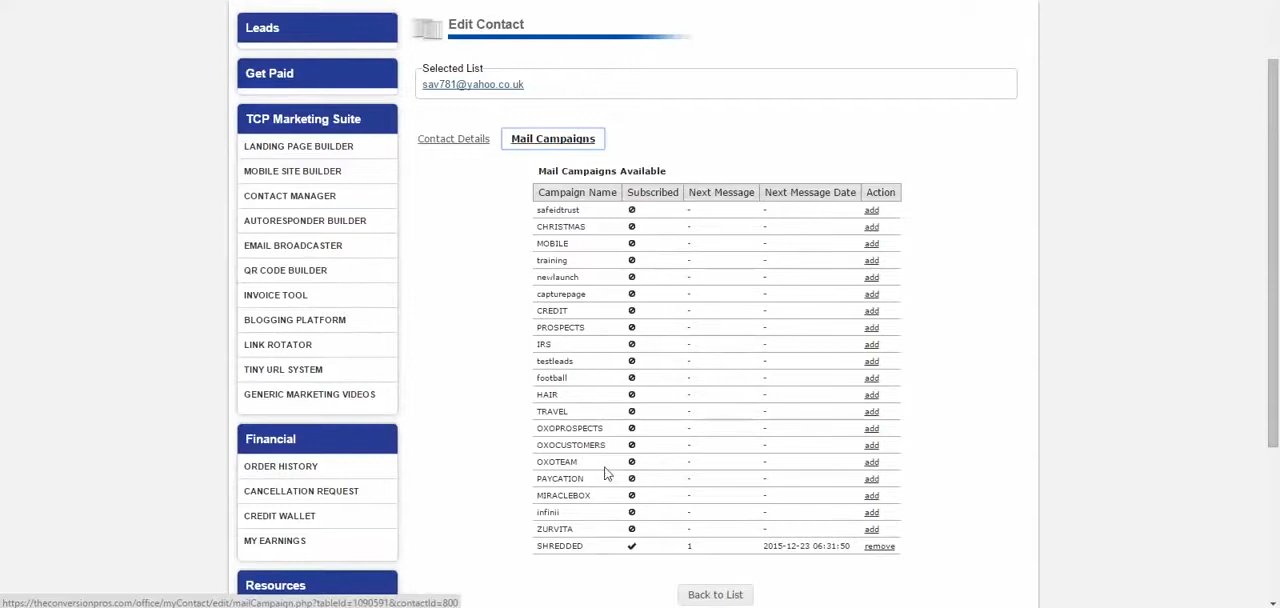 Leads
Get Paid
TCP Marketing Suite
LANDING PAGE BUILDER
MOBILE SITE BUILDER
CONTACT MANAGER
AUTORESPONDER BUILDER
EMAIL BROADCASTER
QR CODE BUILDER
INVOICE TOOL
BLOGGING PLATFORM
LINK ROTATOR
TINY URL SYSTEM
GENERIC MARKETING VIDEOS
Financial
ORDER HISTORY
CANCELLATION REQUEST
CREDIT WALLET
MY EARNINGS
Resources
Edit Contact
Selected List
sav781@yahoo.co.uk
Contact Details Mail Campaigns
Mail Campaigns Available
Campaign Name Subscribed Next Message Next Message Date Action
safeidtrust - - add
CHRISTMAS - - add
MOBILE - - add
training - - add
newlaunch - - add
capturepage - - add
CREDIT - - add
PROSPECTS - - add
IRS - - add
testleads - - add
football - - add
HAIR - - add
TRAVEL - - add
OXOPROSPECTS - - add
OXOCUSTOMERS - - add
OXOTEAM - - add
PAYCATION - - add
MIRACLEBOX - - add
infinii - - add
ZURVITA - - add
SHREDDED ✔ 1 2015-12-23 06:31:50 remove
Back to List
https://theconversionpros.com/office/myContact/edit/mailCampaign.php?tableId=1090591&contactId=800